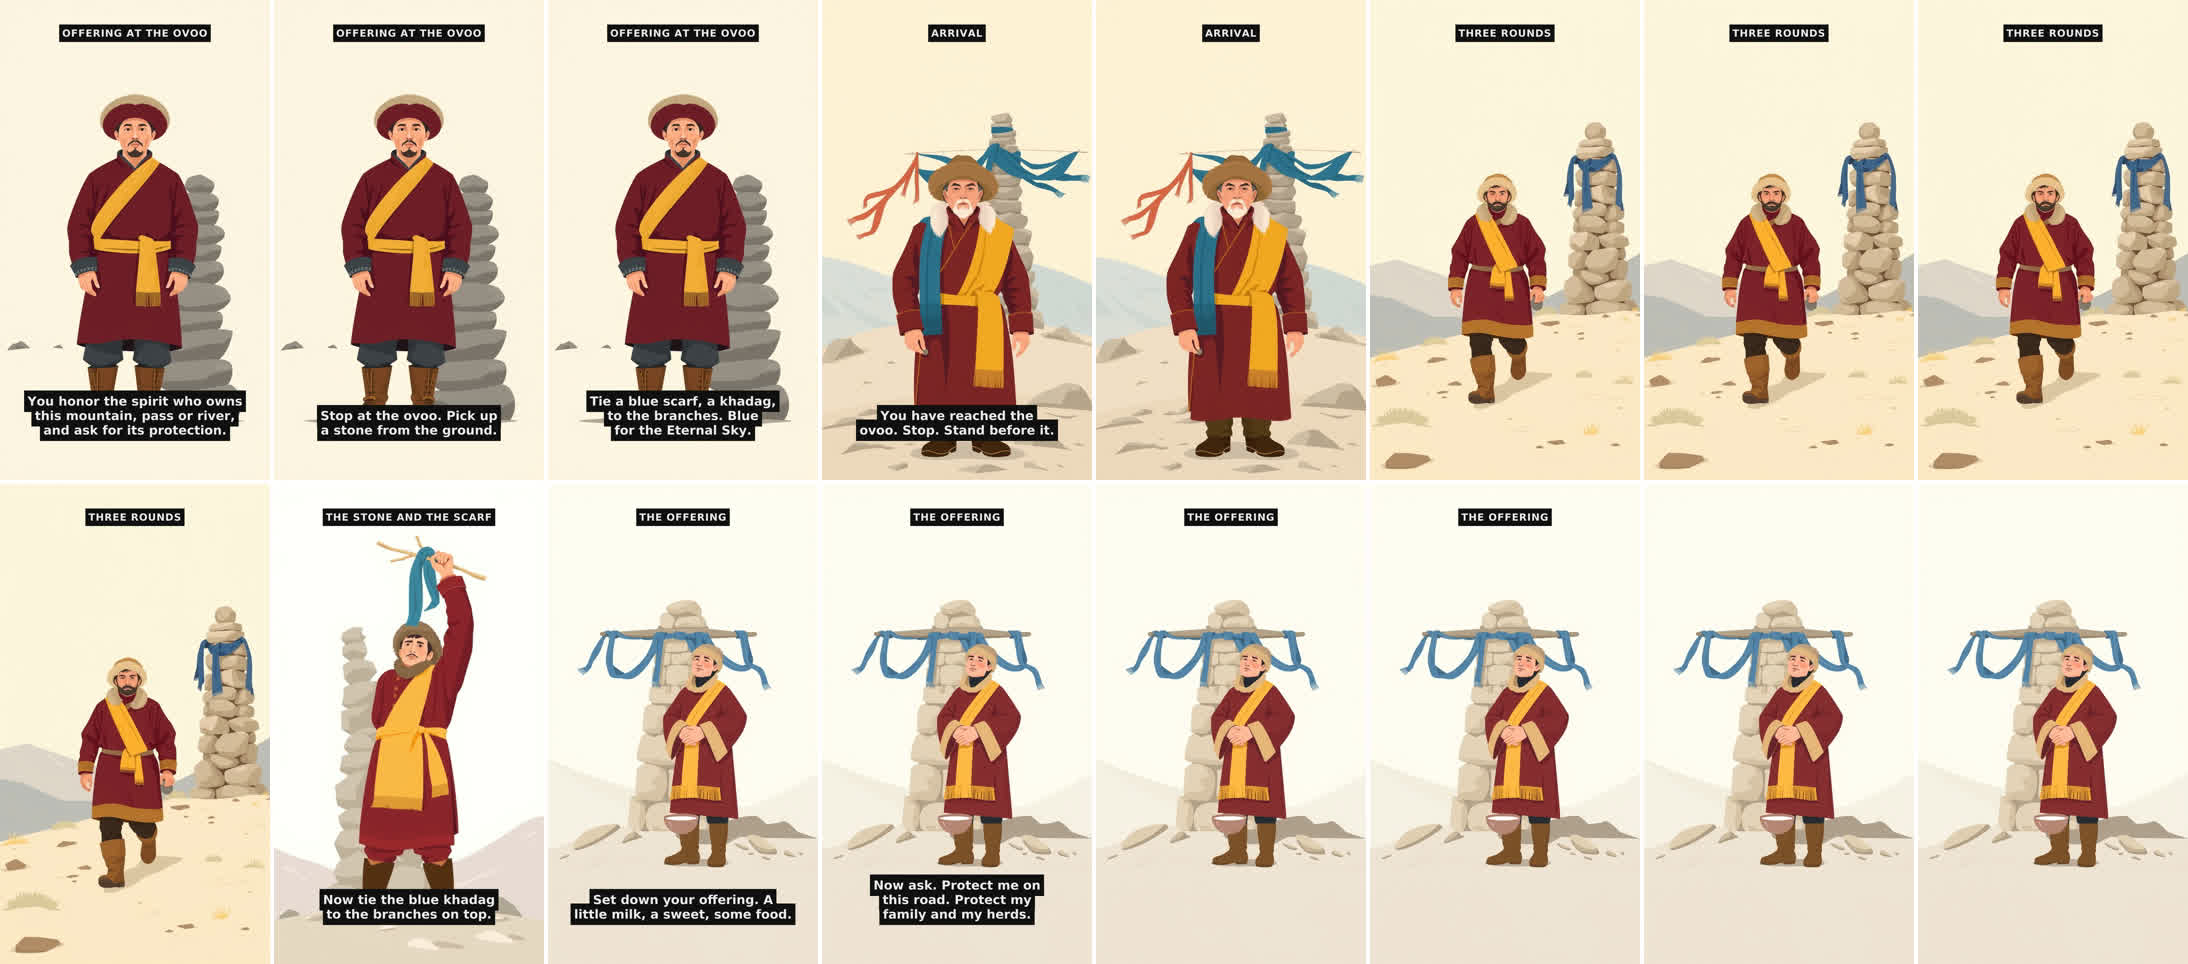 OFFERING AT THE OVOO
You honor the spirit who owns
this mountain, pass or river,
and ask for its protection.
OFFERING AT THE OVOO
Stop at the ovoo. Pick up
a stone from the ground.
OFFERING AT THE OVOO
Tie a blue scarf, a khadag,
to the branches. Blue
for the Eternal Sky.
ARRIVAL
You have reached the
ovoo. Stop. Stand before it.
ARRIVAL
THREE ROUNDS
THREE ROUNDS
THREE ROUNDS
THREE ROUNDS
THE STONE AND THE SCARF
Now tie the blue khadag
to the branches on top.
THE OFFERING
Set down your offering. A
little milk, a sweet, some food.
THE OFFERING
Now ask. Protect me on
this road. Protect my
family and my herds.
THE OFFERING
THE OFFERING